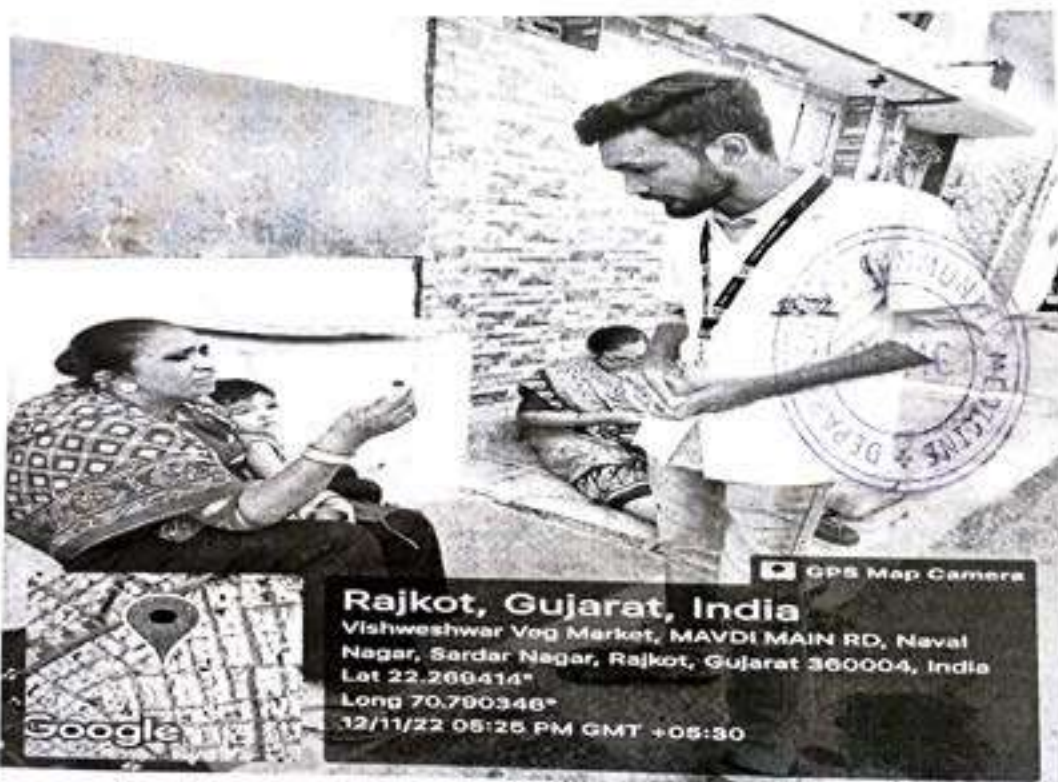 GPS Map Camera
Rajkot, Gujarat, India
Vishweshwar Veg Market, MAVDI MAIN RD, Naval
Nagar, Sardar Nagar, Rajkot, Gujarat 360004, India
Lat 22.269414°
Long 70.790346°
12/11/22 05:25 PM GMT +05:30
Google
MEDICINE